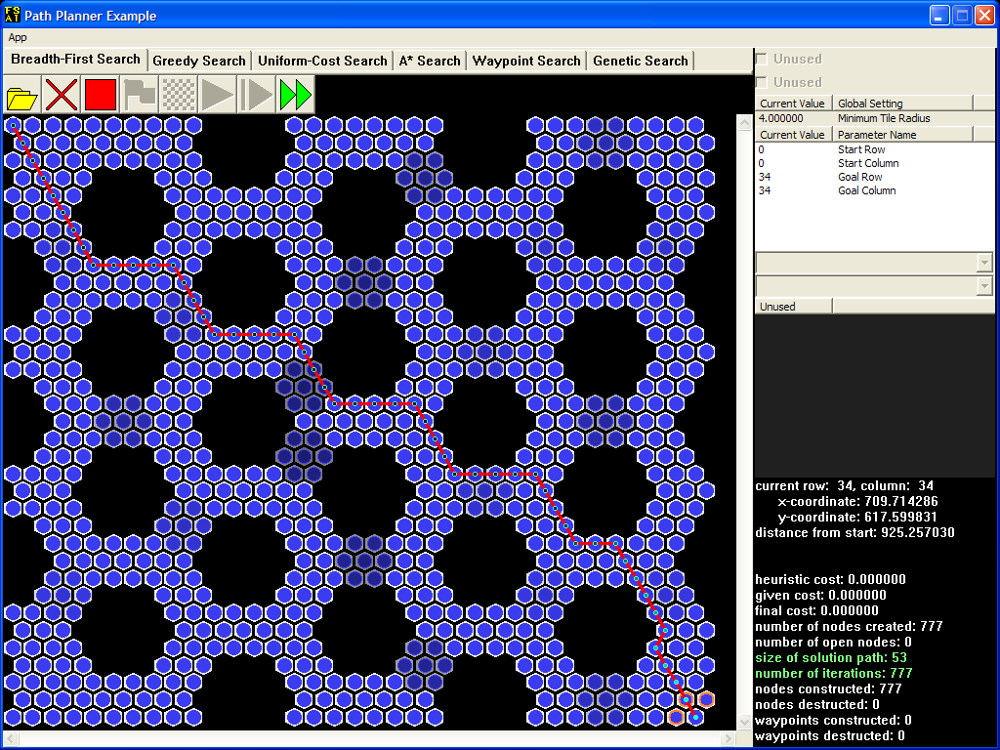 FS AI Path Planner Example
App
Breadth-First Search Greedy Search Uniform-Cost Search A* Search Waypoint Search Genetic Search
Unused
Unused
Current Value Global Setting
4.000000 Minimum Tile Radius
Current Value Parameter Name
0 Start Row
0 Start Column
34 Goal Row
34 Goal Column
Unused
current row: 34, column: 34
x-coordinate: 709.714286
y-coordinate: 617.599831
distance from start: 925.257030
heuristic cost: 0.000000
given cost: 0.000000
final cost: 0.000000
number of nodes created: 777
number of open nodes: 0
size of solution path: 53
number of iterations: 777
nodes constructed: 777
nodes destructed: 0
waypoints constructed: 0
waypoints destructed: 0